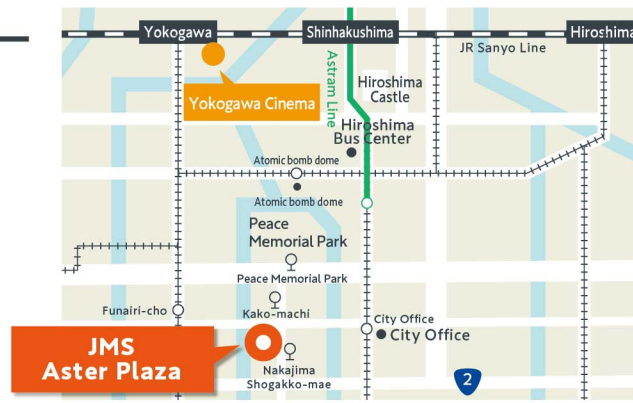 Yokogawa
Shinhakushima
Hiroshima
JR Sanyo Line
Astram Line
Hiroshima
Castle
Yokogawa Cinema
Hiroshima
Bus Center
Atomic bomb dome
Atomic bomb dome
Peace
Memorial Park
Peace Memorial Park
Funairi-cho
Kako-machi
City Office
City Office
JMS
Aster Plaza
Nakajima
Shogakko-mae
2